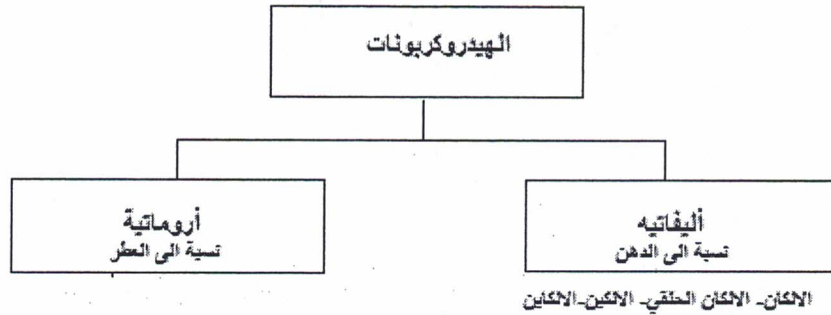 الهيدروكربونات
أليفاتيه
نسبة الى الدهن
أروماتية
نسبة الى العطر
الالكان- الالكان الحلقي- الالكين-الالكاين